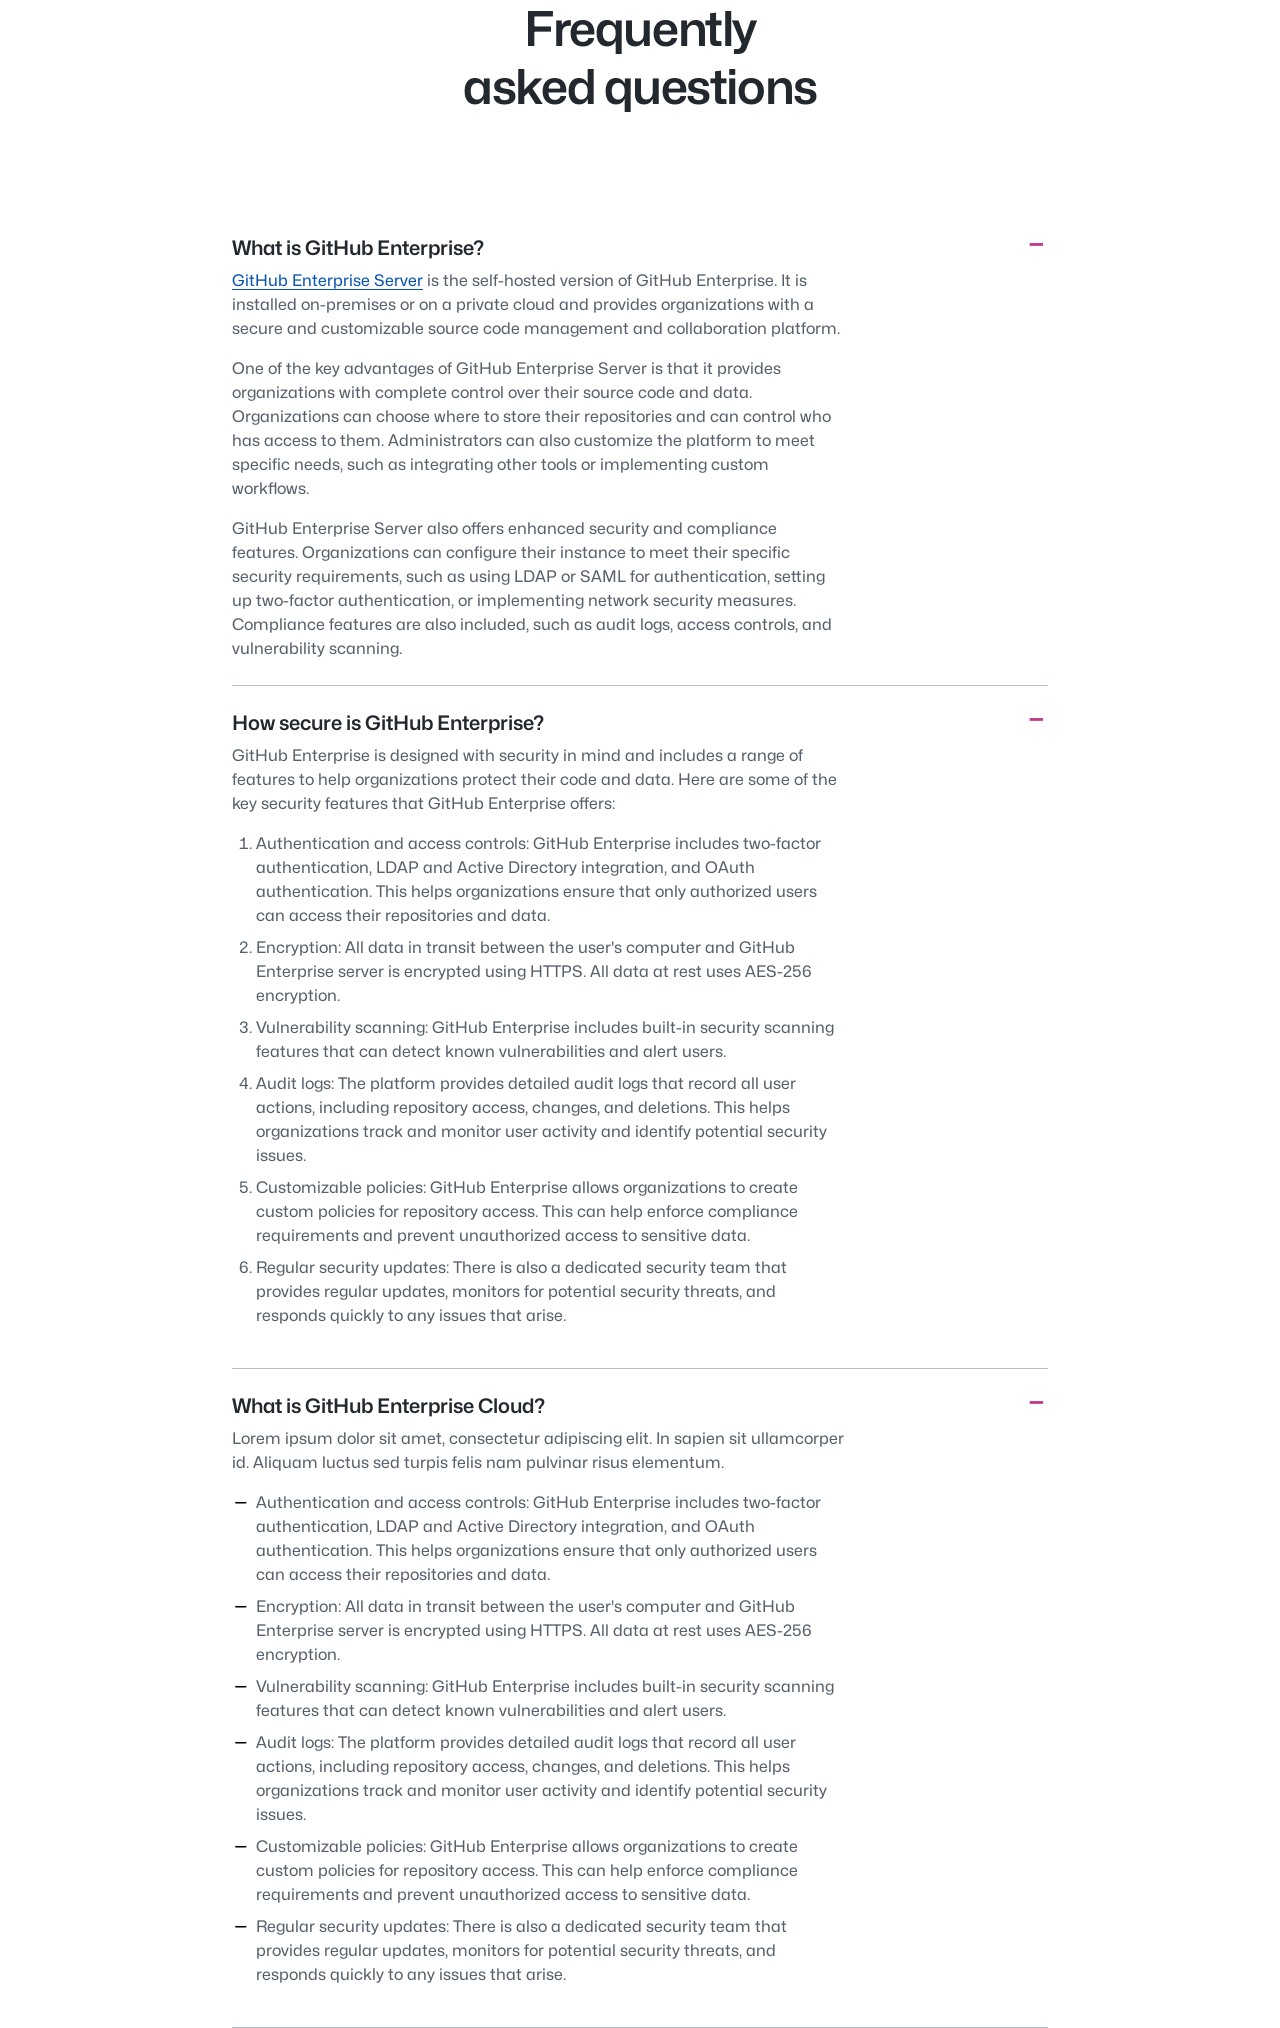 Frequently
asked questions
What is GitHub Enterprise?
GitHub Enterprise Server is the self-hosted version of GitHub Enterprise. It is
installed on-premises or on a private cloud and provides organizations with a
secure and customizable source code management and collaboration platform.
One of the key advantages of GitHub Enterprise Server is that it provides
organizations with complete control over their source code and data.
Organizations can choose where to store their repositories and can control who
has access to them. Administrators can also customize the platform to meet
specific needs, such as integrating other tools or implementing custom
workflows.
GitHub Enterprise Server also offers enhanced security and compliance
features. Organizations can configure their instance to meet their specific
security requirements, such as using LDAP or SAML for authentication, setting
up two-factor authentication, or implementing network security measures.
Compliance features are also included, such as audit logs, access controls, and
vulnerability scanning.
How secure is GitHub Enterprise?
GitHub Enterprise is designed with security in mind and includes a range of
features to help organizations protect their code and data. Here are some of the
key security features that GitHub Enterprise offers:
1. Authentication and access controls: GitHub Enterprise includes two-factor
authentication, LDAP and Active Directory integration, and OAuth
authentication. This helps organizations ensure that only authorized users
can access their repositories and data.
2. Encryption: All data in transit between the user's computer and GitHub
Enterprise server is encrypted using HTTPS. All data at rest uses AES-256
encryption.
3. Vulnerability scanning: GitHub Enterprise includes built-in security scanning
features that can detect known vulnerabilities and alert users.
4. Audit logs: The platform provides detailed audit logs that record all user
actions, including repository access, changes, and deletions. This helps
organizations track and monitor user activity and identify potential security
issues.
5. Customizable policies: GitHub Enterprise allows organizations to create
custom policies for repository access. This can help enforce compliance
requirements and prevent unauthorized access to sensitive data.
6. Regular security updates: There is also a dedicated security team that
provides regular updates, monitors for potential security threats, and
responds quickly to any issues that arise.
What is GitHub Enterprise Cloud?
Lorem ipsum dolor sit amet, consectetur adipiscing elit. In sapien sit ullamcorper
id. Aliquam luctus sed turpis felis nam pulvinar risus elementum.
— Authentication and access controls: GitHub Enterprise includes two-factor
authentication, LDAP and Active Directory integration, and OAuth
authentication. This helps organizations ensure that only authorized users
can access their repositories and data.
— Encryption: All data in transit between the user's computer and GitHub
Enterprise server is encrypted using HTTPS. All data at rest uses AES-256
encryption.
— Vulnerability scanning: GitHub Enterprise includes built-in security scanning
features that can detect known vulnerabilities and alert users.
— Audit logs: The platform provides detailed audit logs that record all user
actions, including repository access, changes, and deletions. This helps
organizations track and monitor user activity and identify potential security
issues.
— Customizable policies: GitHub Enterprise allows organizations to create
custom policies for repository access. This can help enforce compliance
requirements and prevent unauthorized access to sensitive data.
— Regular security updates: There is also a dedicated security team that
provides regular updates, monitors for potential security threats, and
responds quickly to any issues that arise.